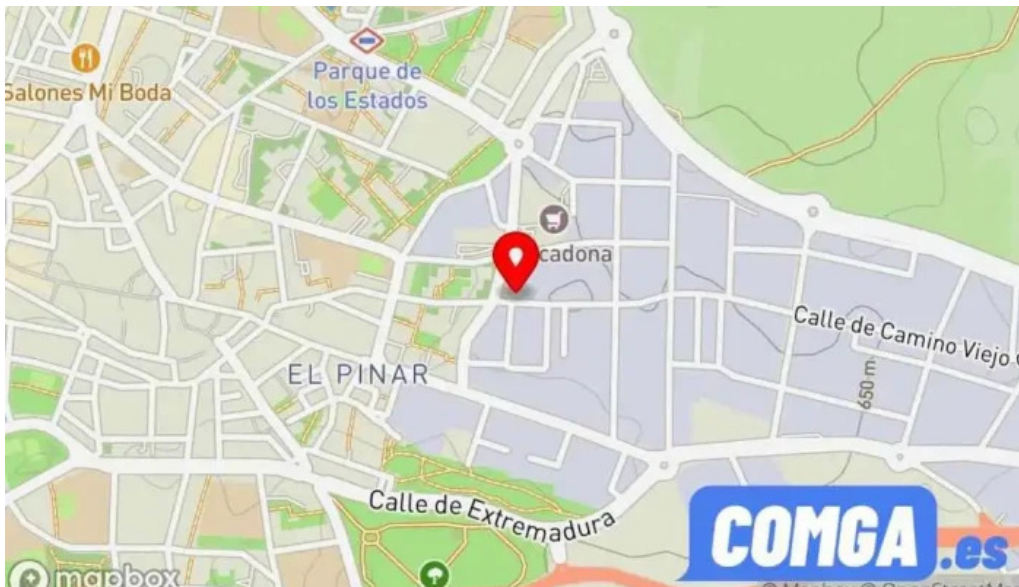 Parque de
los Estados
Salones Mi Boda
cadona
Calle de Camino Viejo
EL PINAR
650 m
Calle de Extremadura
COMGA.es
mapbox